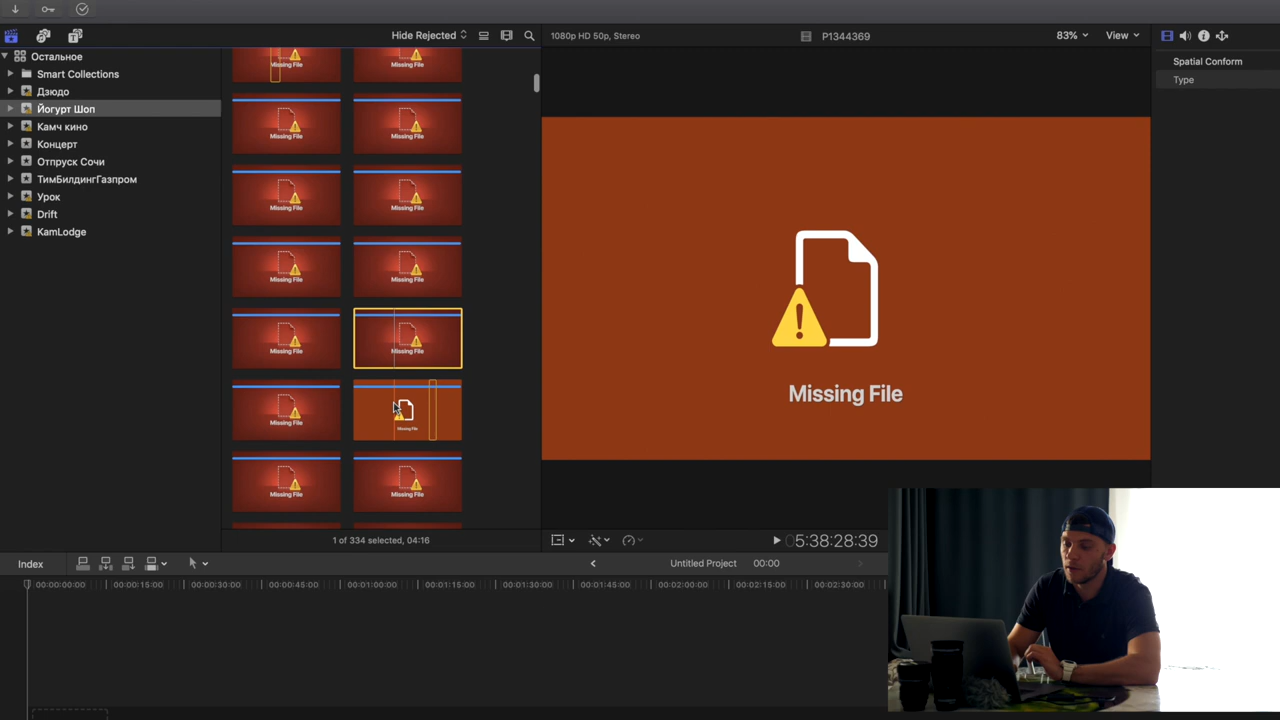 Hide Rejected
1080p HD 50p, Stereo
P1344369
83%
View
Остальное
Smart Collections
Дзюдо
Йогурт Шоп
Камч кино
Концерт
Отпруск Сочи
ТимБилдингГазпром
Урок
Drift
KamLodge
Missing File
Missing File
Missing File
Missing File
Missing File
Missing File
Missing File
Missing File
Missing File
Missing File
Missing File
Missing File
Missing File
Missing File
1 of 334 selected, 04:16
Missing File
Spatial Conform
Type
5:38:28:39
Index
Untitled Project
00:00
00:00:00:00
00:00:15:00
00:00:30:00
00:00:45:00
00:01:00:00
00:01:15:00
00:01:30:00
00:01:45:00
00:02:00:00
00:02:15:00
00:02:30:00